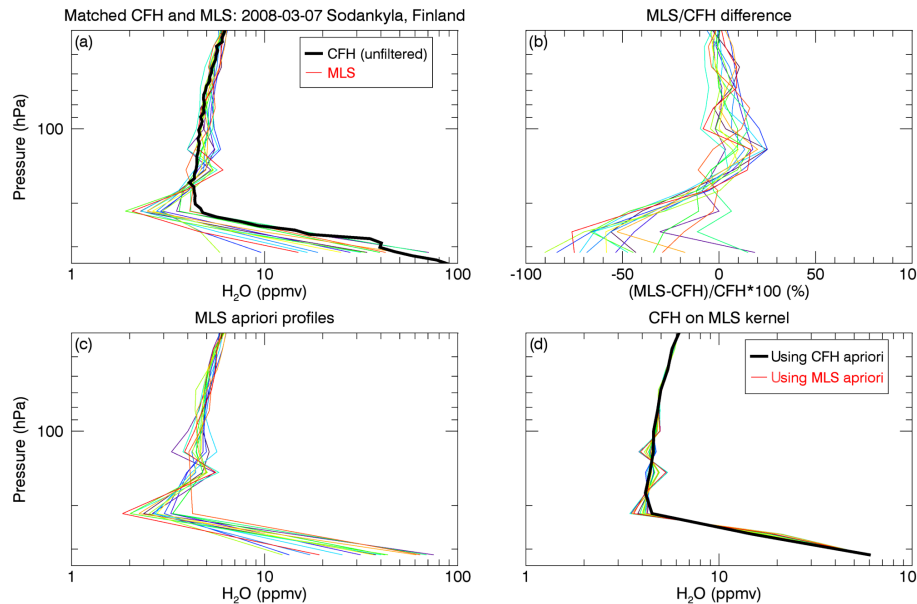 Matched CFH and MLS: 2008-03-07 Sodankyla, Finland
(a)
CFH (unfiltered)
MLS
Pressure (hPa)
100
1 10 100
H₂O (ppmv)
MLS/CFH difference
(b)
-100 -50 0 50 10
(MLS-CFH)/CFH*100 (%)
MLS apriori profiles
(c)
Pressure (hPa)
100
1 10 100
H₂O (ppmv)
CFH on MLS kernel
(d)
Using CFH apriori
Using MLS apriori
100
1 10 10
H₂O (ppmv)